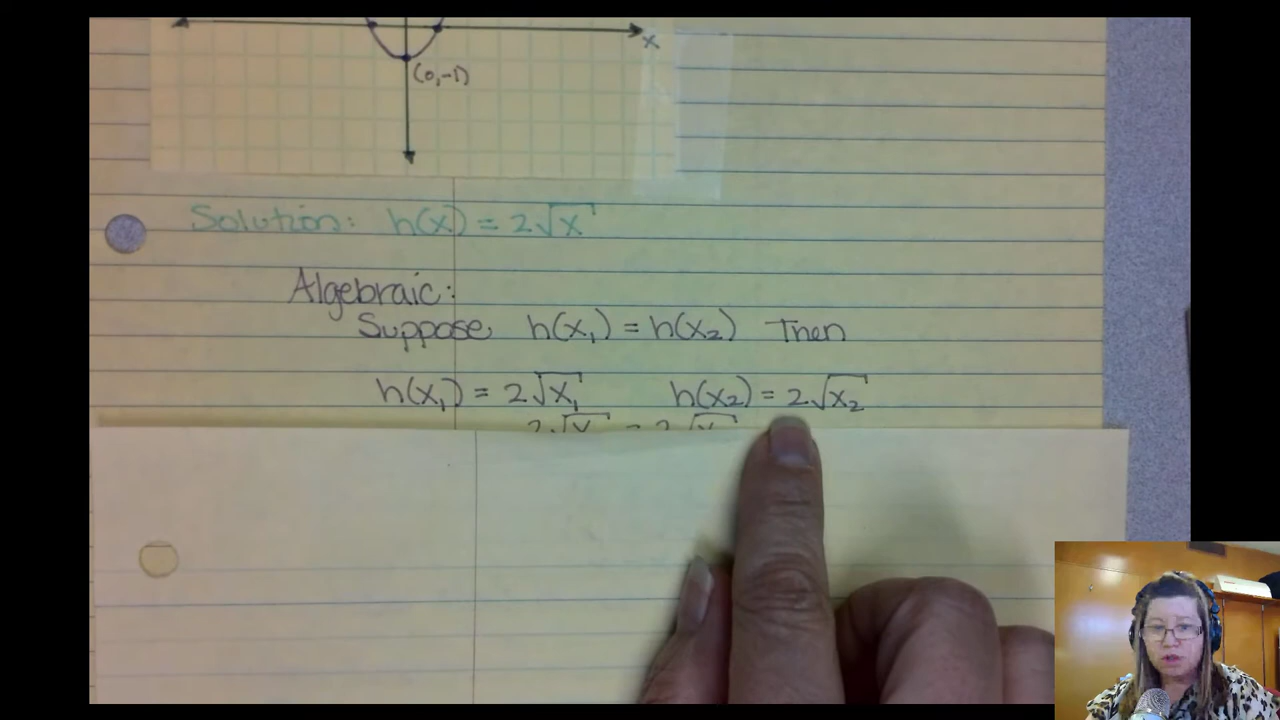 x
(0,-1)
Solution: h(x) = 2√x
Algebraic:
Suppose h(x₁) = h(x₂) Then
h(x₁) = 2√x₁ h(x₂) = 2√x₂